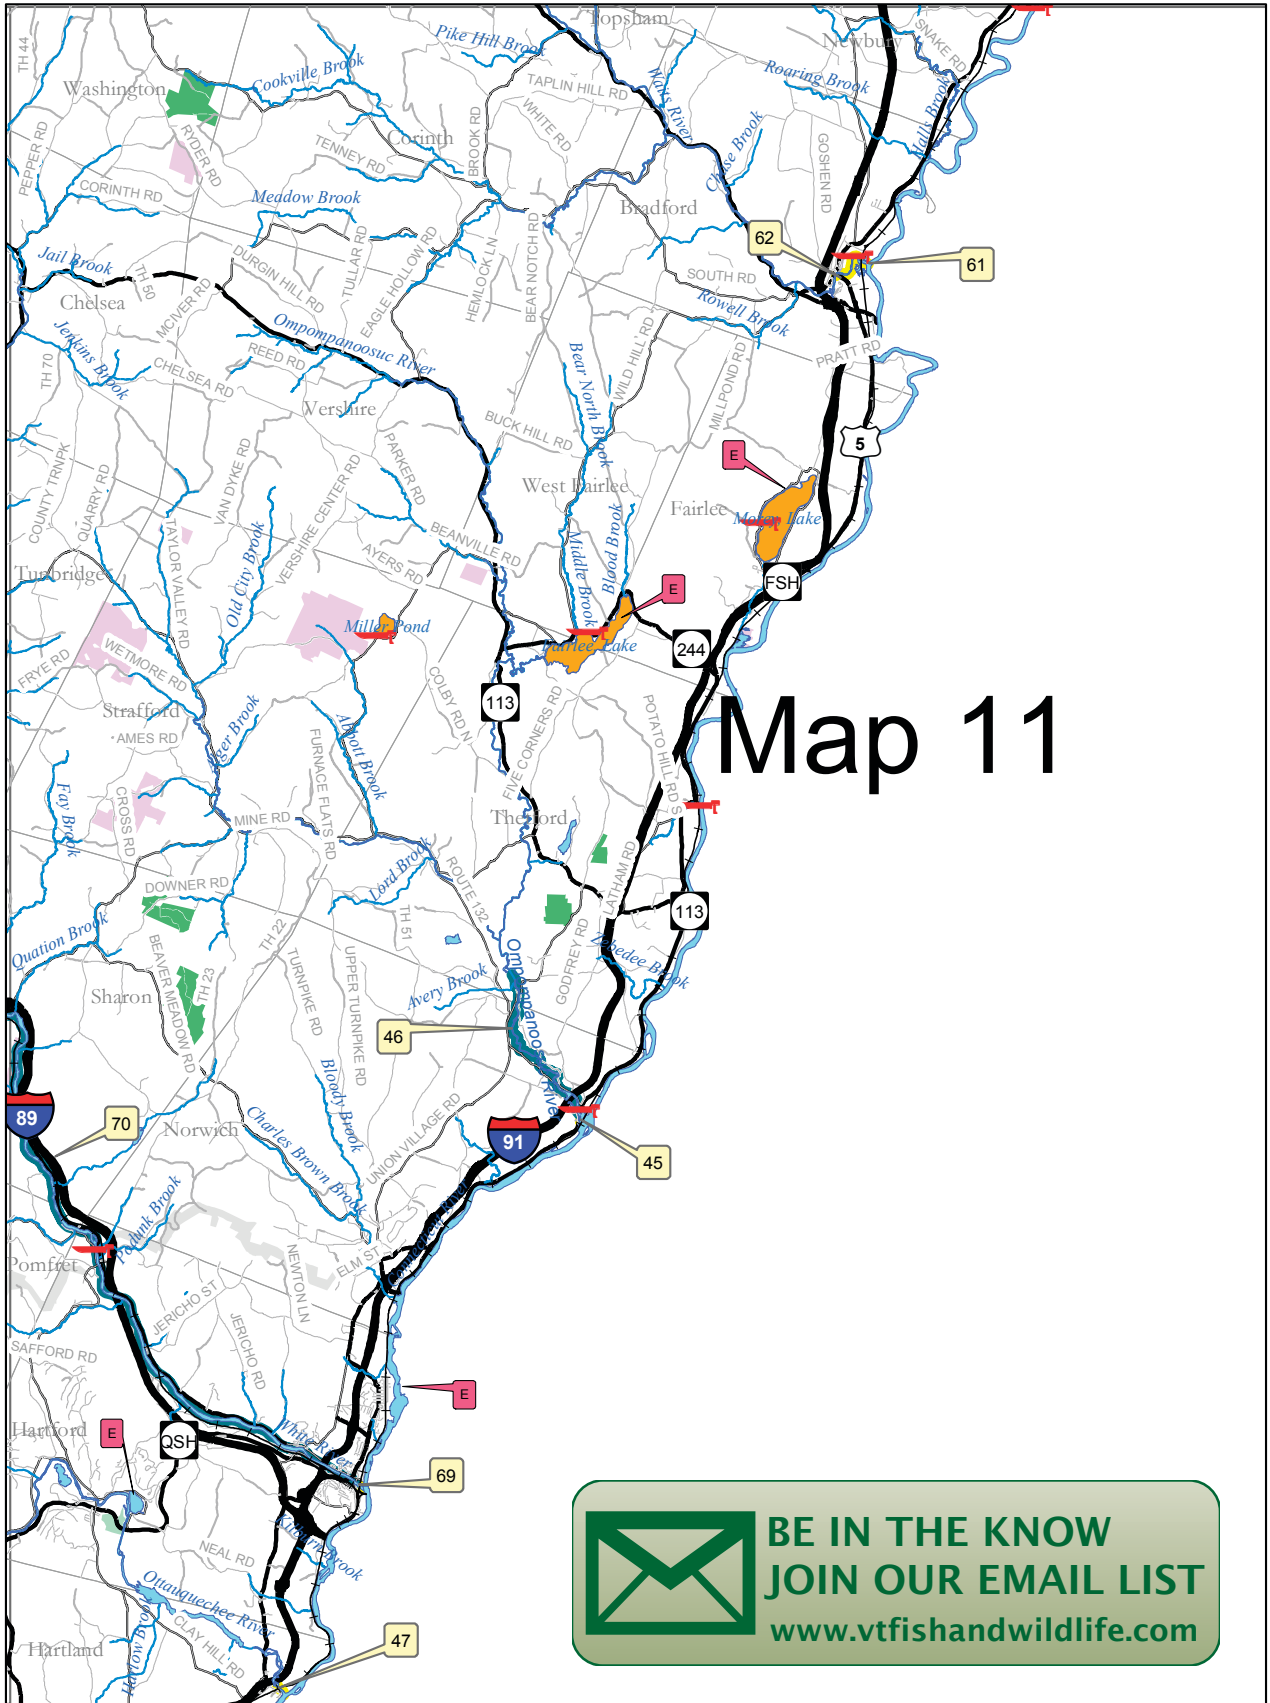 Topsham
Newbury
SNAKE RD
TH 44
Pike Hill Brook
Washington
Cookville Brook
TAPLIN HILL RD
Waits River
Roaring Brook
Halls Brook
PEPPER RD
RYDER RD
TENNEY RD
Corinth
BROOK RD
WHITE RD
Chase Brook
GOSHEN RD
CORINTH RD
Meadow Brook
Bradford
62
61
Jail Brook
TH 50
DURGIN HILL RD
TULLAR RD
EAGLE HOLLOW RD
HEMLOCK LN
BEAR NOTCH RD
SOUTH RD
Rowell Brook
Chelsea
MCIVER RD
Ompompanoosuc River
Jenkins Brook
TH 70
CHELSEA RD
REED RD
Bear North Brook
WILD HILL RD
MILLPOND RD
PRATT RD
Vershire
BUCK HILL RD
5
COUNTY TRNPK
QUARRY RD
VAN DYKE RD
VERSHIRE CENTER RD
PARKER RD
E
West Fairlee
Fairlee
Morey Lake
TAYLOR VALLEY RD
Old City Brook
AYERS RD
BEANVILLE RD
Middle Brook
Blood Brook
Tunbridge
FSH
E
Miller Pond
Fairlee Lake
244
FRYE RD
WETMORE RD
COLBY RD N
113
Strafford
AMES RD
Abbott Brook
FURNACE FLATS RD
FIVE CORNERS RD
POTATO HILL RD S
Map 11
Fay Brook
CROSS RD
MINE RD
Thetford
Lord Brook
ROUTE 132
LATHAM RD
DOWNER RD
113
Quation Brook
BEAVER MEADOW RD
TH 22
TH 23
TURNPIKE RD
UPPER TURNPIKE RD
TH 51
Ompompanoosuc River
GODFREY RD
Zebedee Brook
Sharon
Avery Brook
46
Bloody Brook
89
70
Norwich
Charles Brown Brook
UNION VILLAGE RD
91
45
Podunk Brook
Connecticut River
Pomfret
NEWTON LN
ELM ST
JERICHO ST
JERICHO RD
SAFFORD RD
E
Hartford
E
QSH
White River
69
Kilburn Brook
NEAL RD
Ottauquechee River
CLAY HILL RD
Harlow Brook
Hartland
47
BE IN THE KNOW
JOIN OUR EMAIL LIST
www.vtfishandwildlife.com